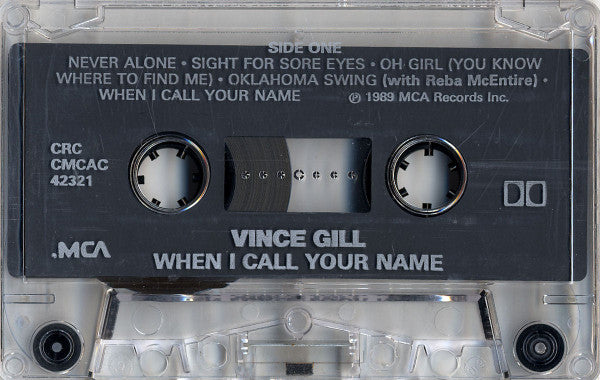 SIDE ONE
NEVER ALONE • SIGHT FOR SORE EYES • OH GIRL (YOU KNOW
WHERE TO FIND ME) • OKLAHOMA SWING (with Reba McEntire) •
WHEN I CALL YOUR NAME ℗ 1989 MCA Records Inc.
CRC
CMCAC
42321
.MCA
VINCE GILL
WHEN I CALL YOUR NAME